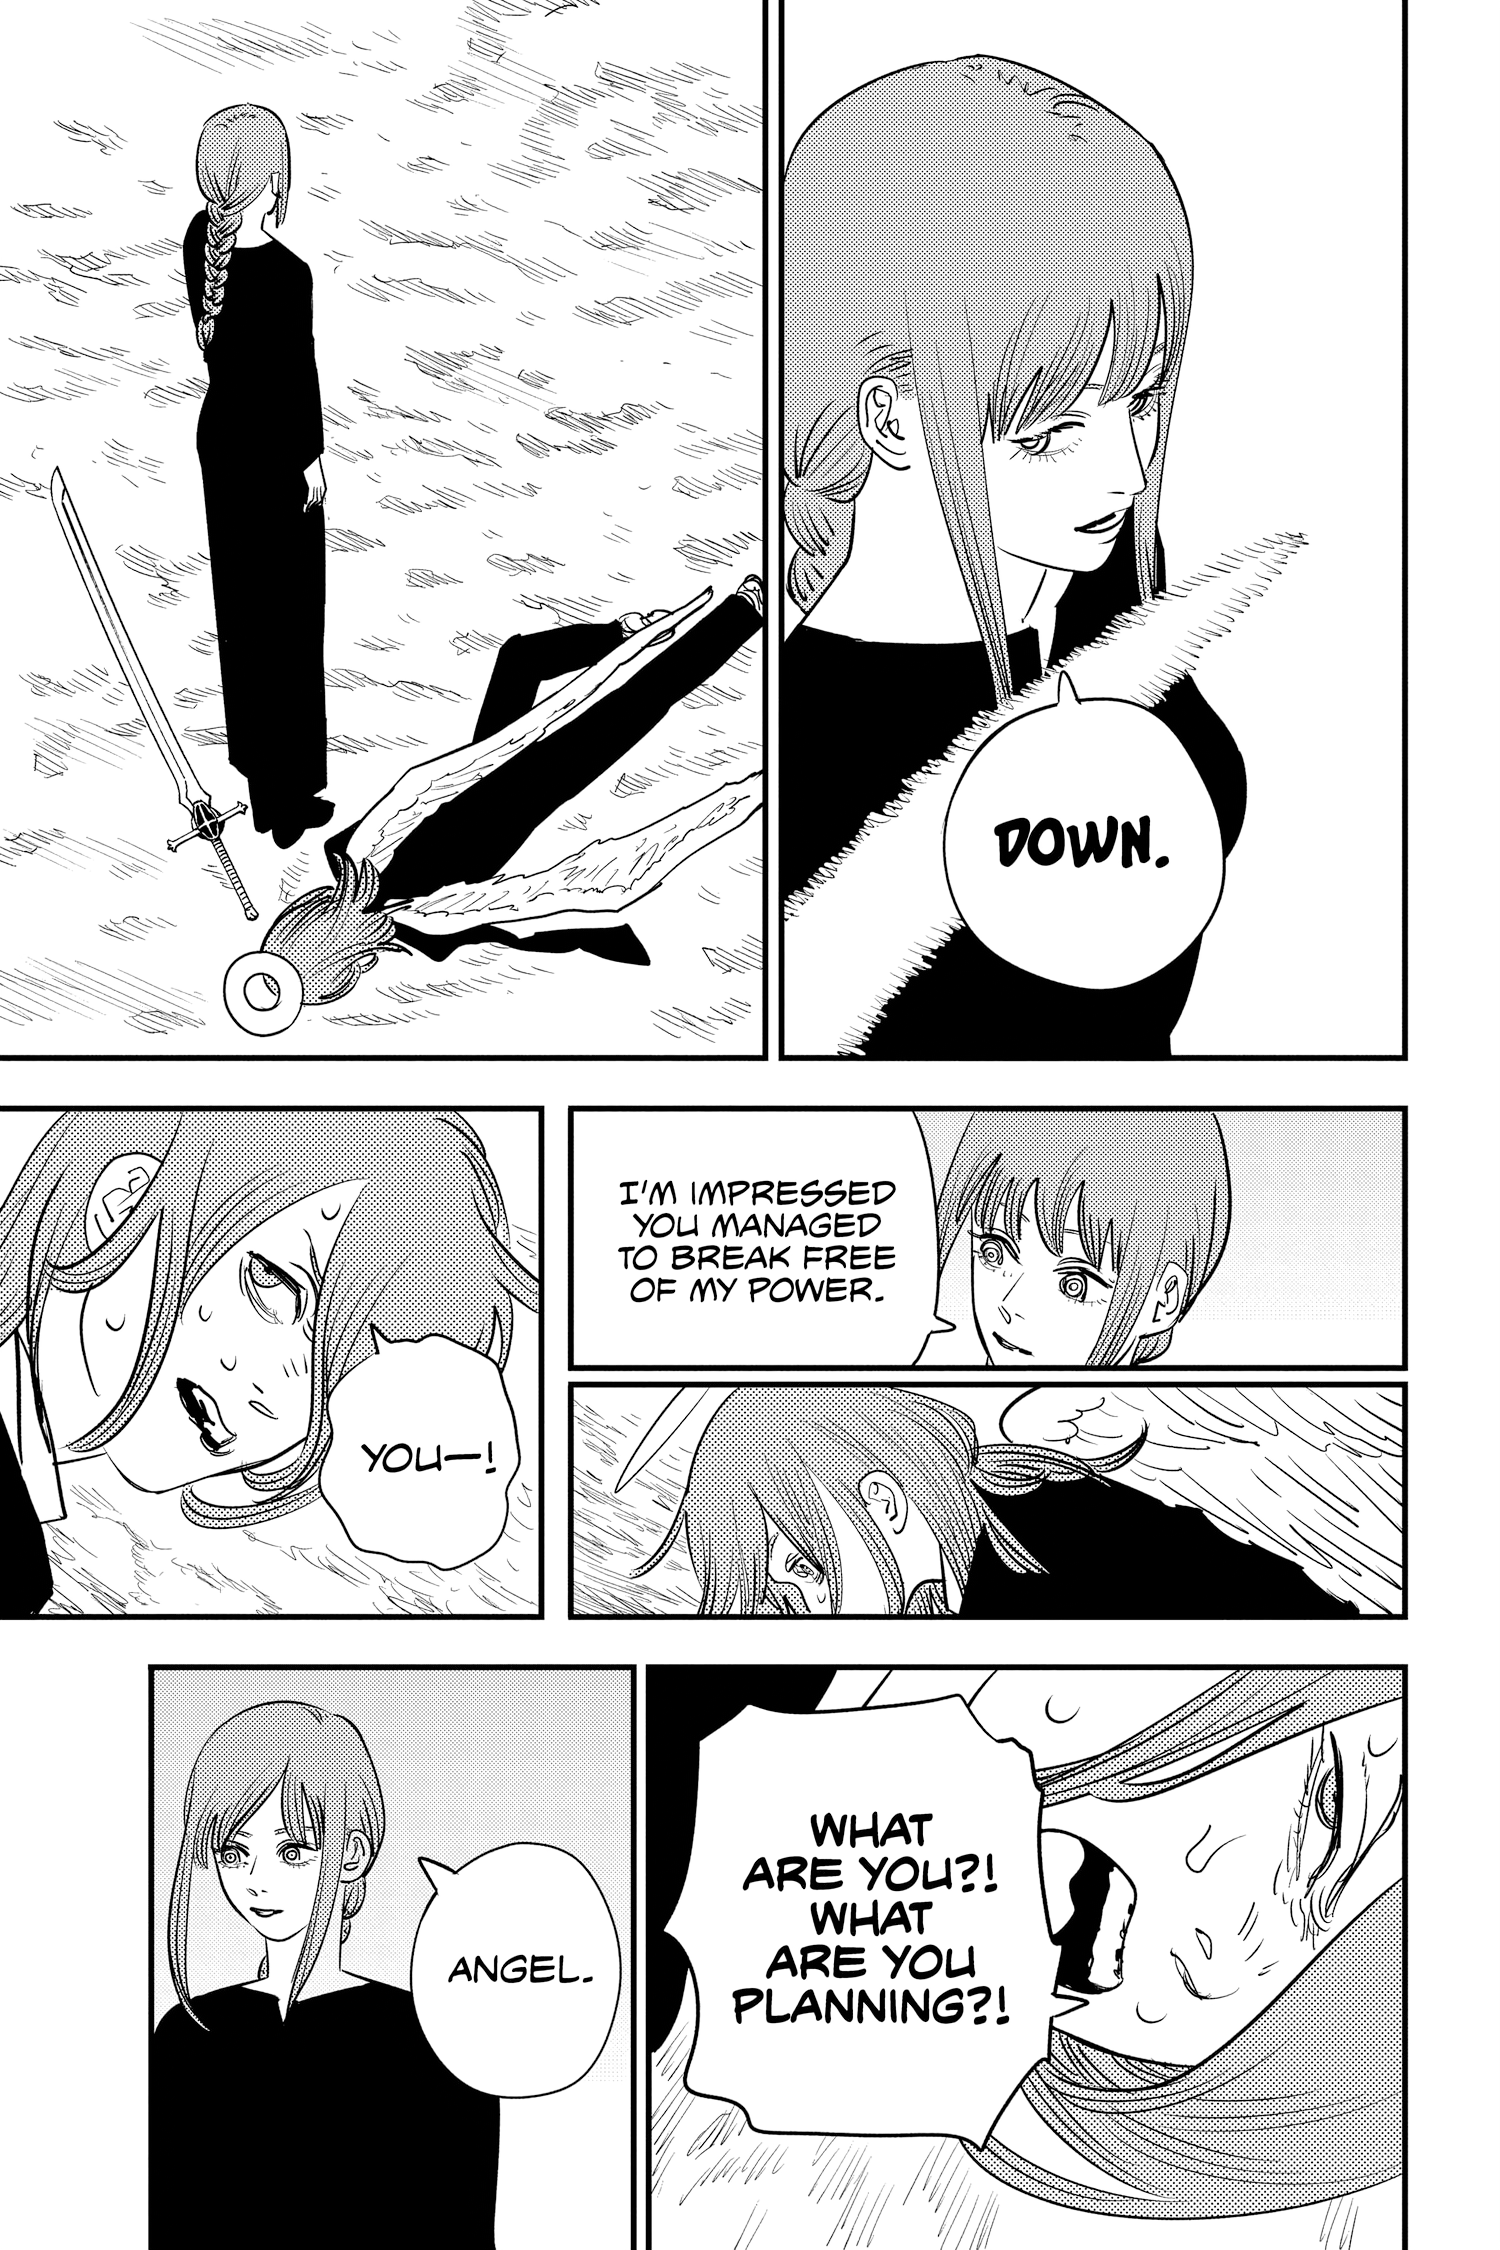 DOWN.
I'M IMPRESSED
YOU MANAGED
TO BREAK FREE
OF MY POWER.
YOU—!
WHAT
ARE YOU?!
WHAT
ARE YOU
PLANNING?!
ANGEL.